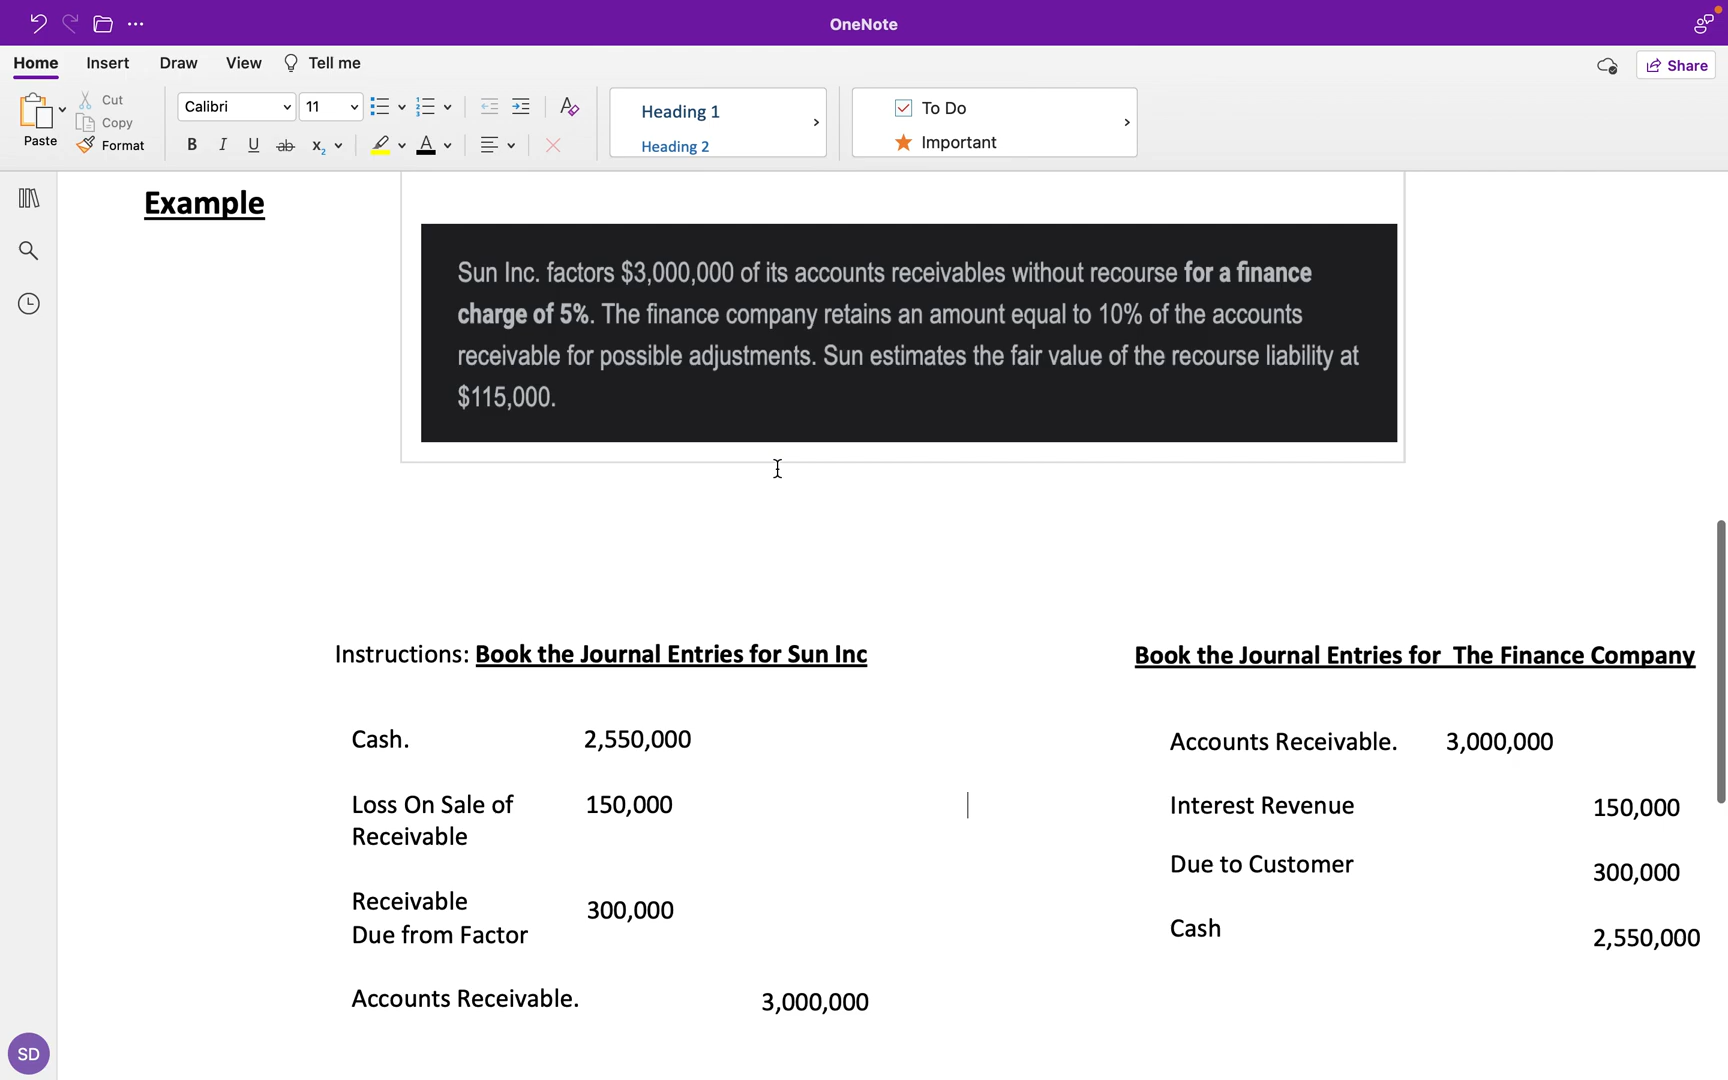 OneNote
Home Insert Draw View Tell me
Share
Paste
Cut
Copy
Format
Calibri 11
B I U ab x₂ A
Heading 1
Heading 2
To Do
Important
Example
Sun Inc. factors $3,000,000 of its accounts receivables without recourse for a finance
charge of 5%. The finance company retains an amount equal to 10% of the accounts
receivable for possible adjustments. Sun estimates the fair value of the recourse liability at
$115,000.
Instructions: Book the Journal Entries for Sun Inc
Cash. 2,550,000
Loss On Sale of 150,000
Receivable
Receivable
Due from Factor 300,000
Accounts Receivable. 3,000,000
Book the Journal Entries for The Finance Company
Accounts Receivable. 3,000,000
Interest Revenue 150,000
Due to Customer 300,000
Cash 2,550,000
SD